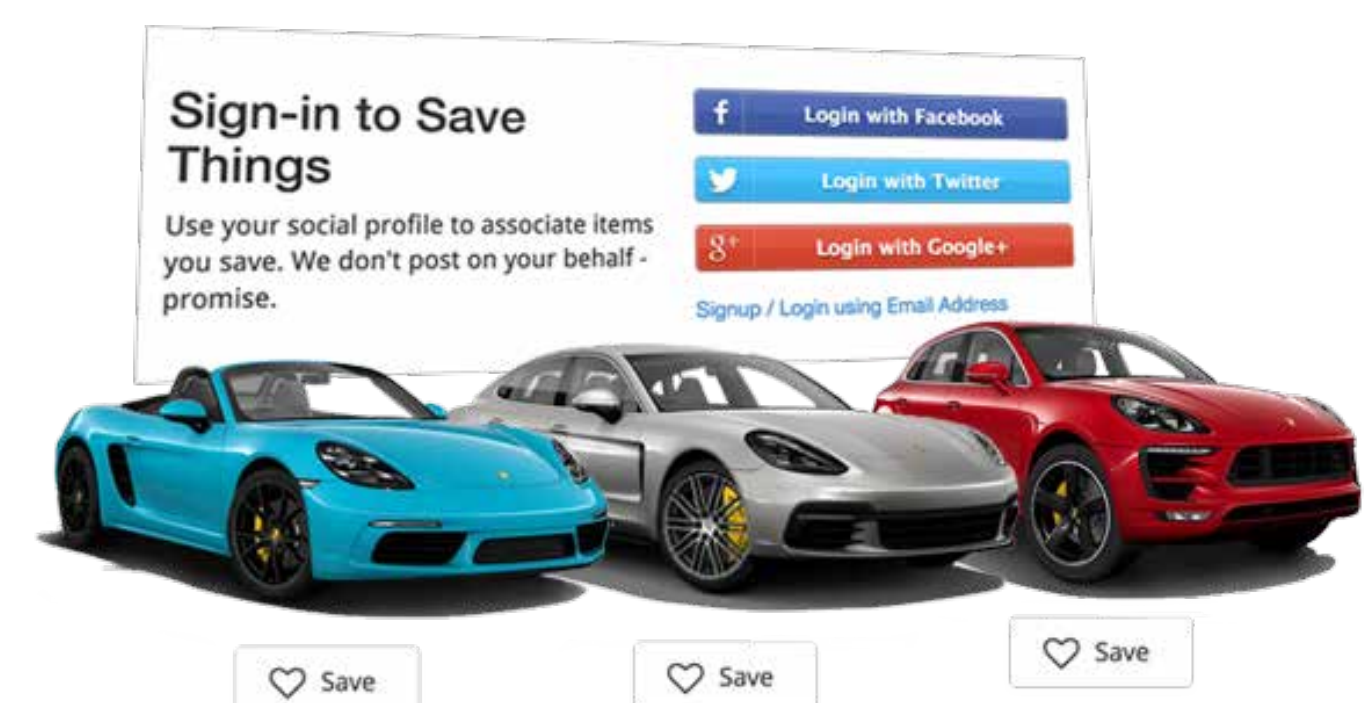 Sign-in to Save
Things
Use your social profile to associate items
you save. We don't post on your behalf -
promise.
f Login with Facebook
Login with Twitter
g+ Login with Google+
Signup / Login using Email Address
Save
Save
Save